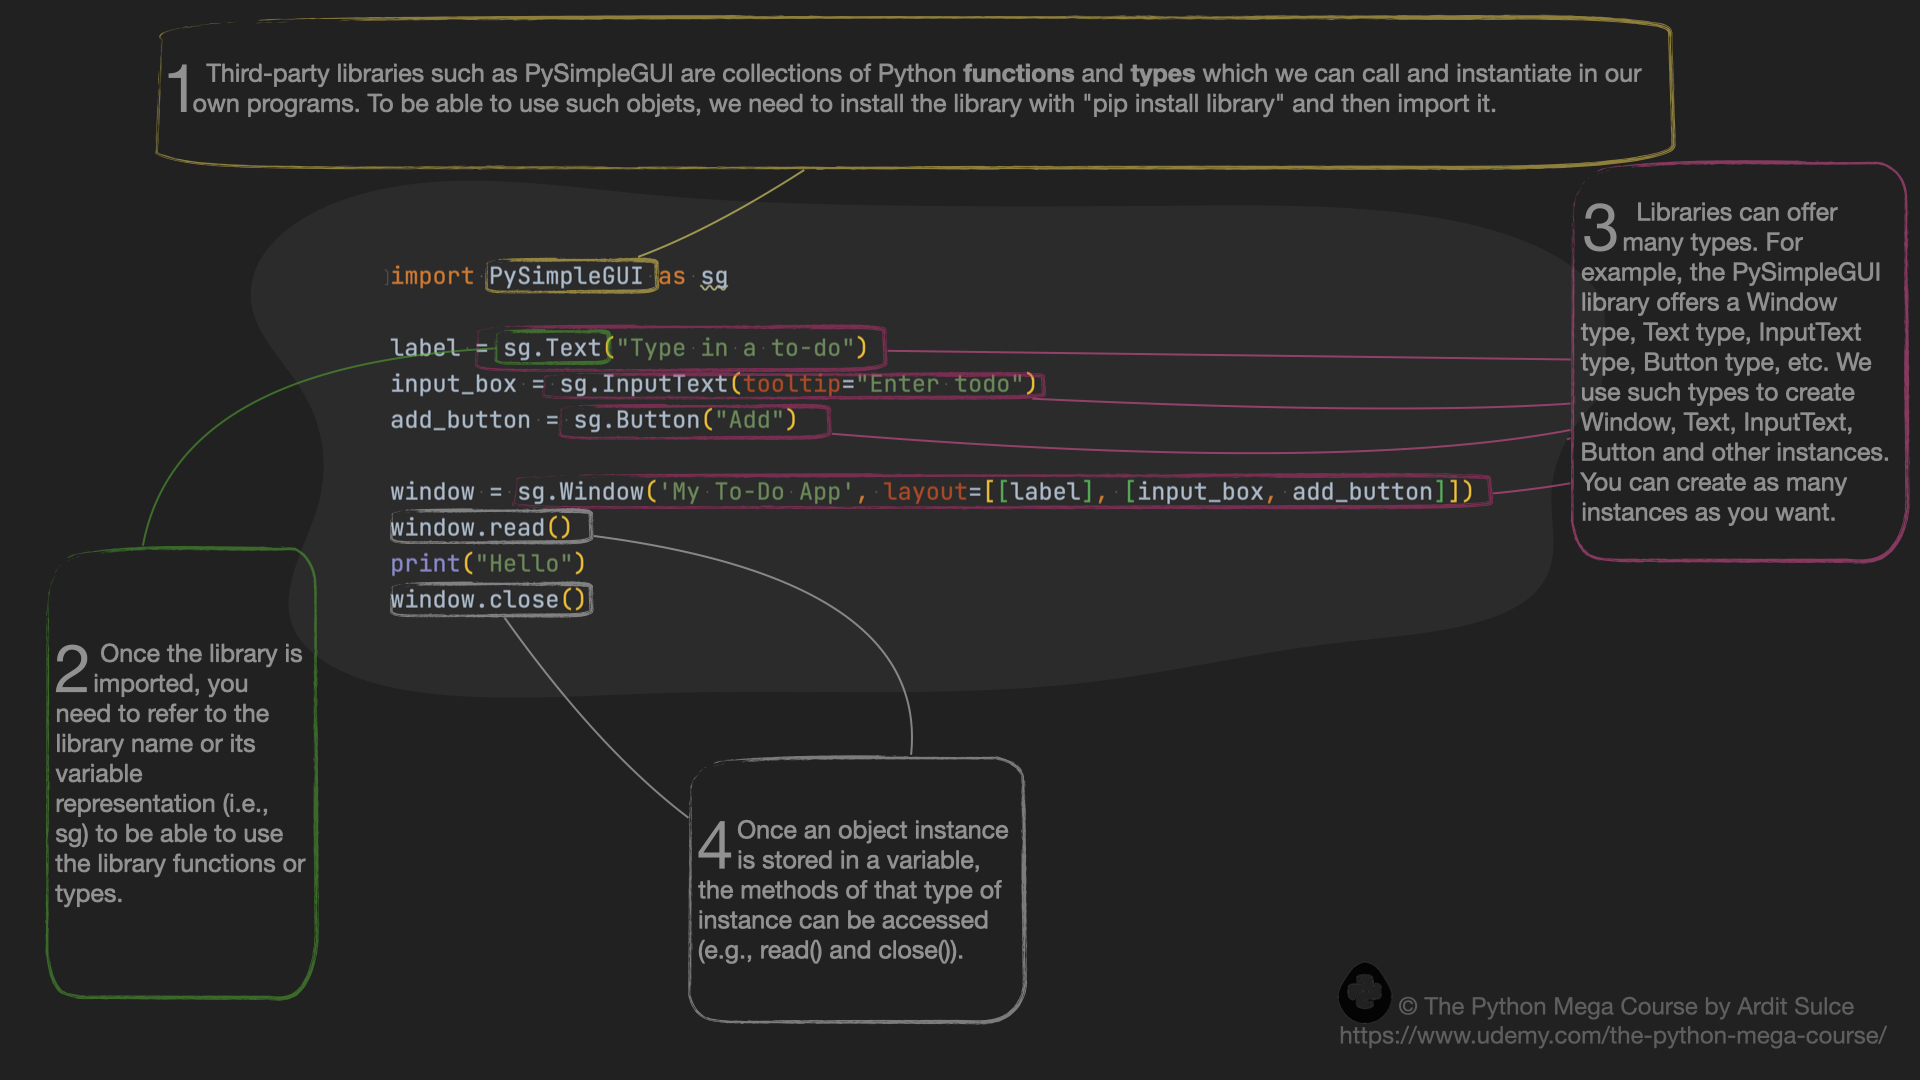 1 Third-party libraries such as PySimpleGUI are collections of Python functions and types which we can call and instantiate in our
own programs. To be able to use such objets, we need to install the library with "pip install library" and then import it.
import PySimpleGUI as sg
label = sg.Text("Type in a to-do")
input_box = sg.InputText(tooltip="Enter todo")
add_button = sg.Button("Add")
window = sg.Window('My To-Do App', layout=[[label], [input_box, add_button]])
window.read()
print("Hello")
window.close()
2 Once the library is
imported, you
need to refer to the
library name or its
variable
representation (i.e.,
sg) to be able to use
the library functions or
types.
3 Libraries can offer
many types. For
example, the PySimpleGUI
library offers a Window
type, Text type, InputText
type, Button type, etc. We
use such types to create
Window, Text, InputText,
Button and other instances.
You can create as many
instances as you want.
4 Once an object instance
is stored in a variable,
the methods of that type of
instance can be accessed
(e.g., read() and close()).
© The Python Mega Course by Ardit Sulce
https://www.udemy.com/the-python-mega-course/